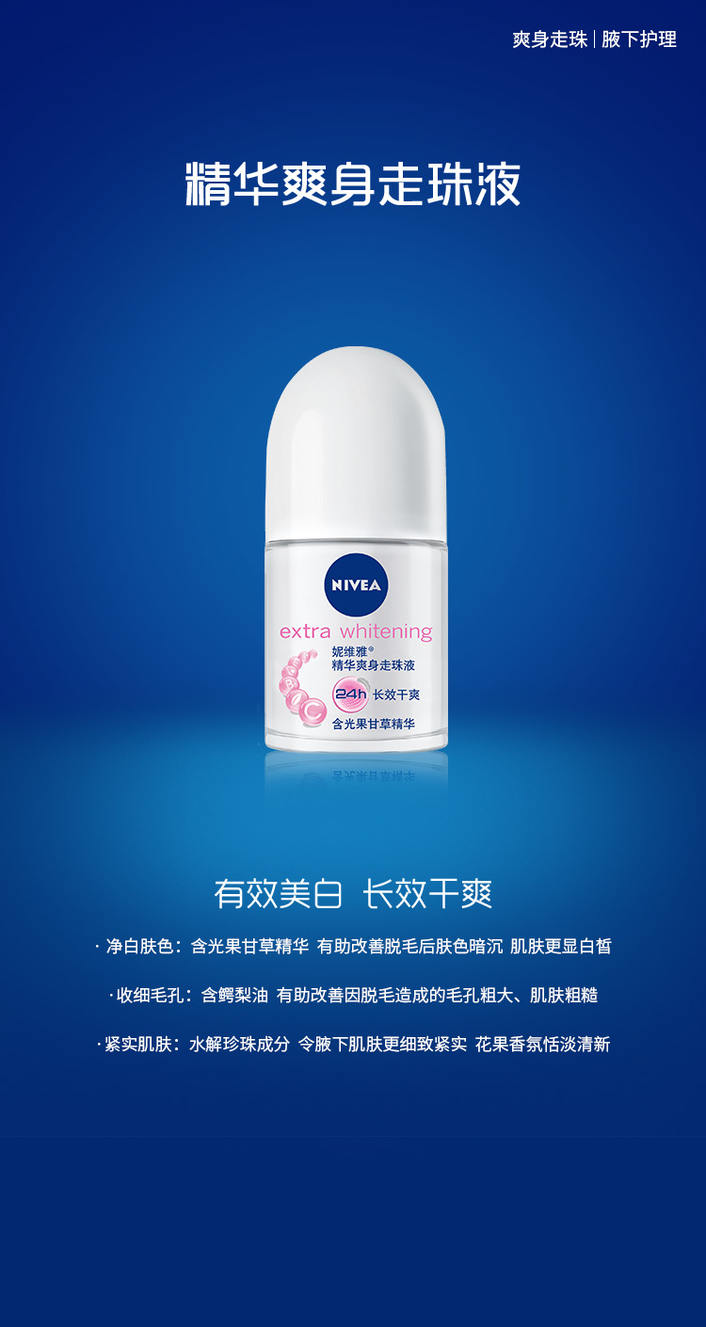 爽身走珠|腋下护理
精华爽身走珠液
NIVEA
extra whitening
妮维雅®
精华爽身走珠液
24h 长效干爽
含光果甘草精华
有效美白 长效干爽
· 净白肤色：含光果甘草精华 有助改善脱毛后肤色暗沉 肌肤更显白皙
·收细毛孔：含鳄梨油 有助改善因脱毛造成的毛孔粗大、肌肤粗糙
·紧实肌肤：水解珍珠成分 令腋下肌肤更细致紧实 花果香氛恬淡清新